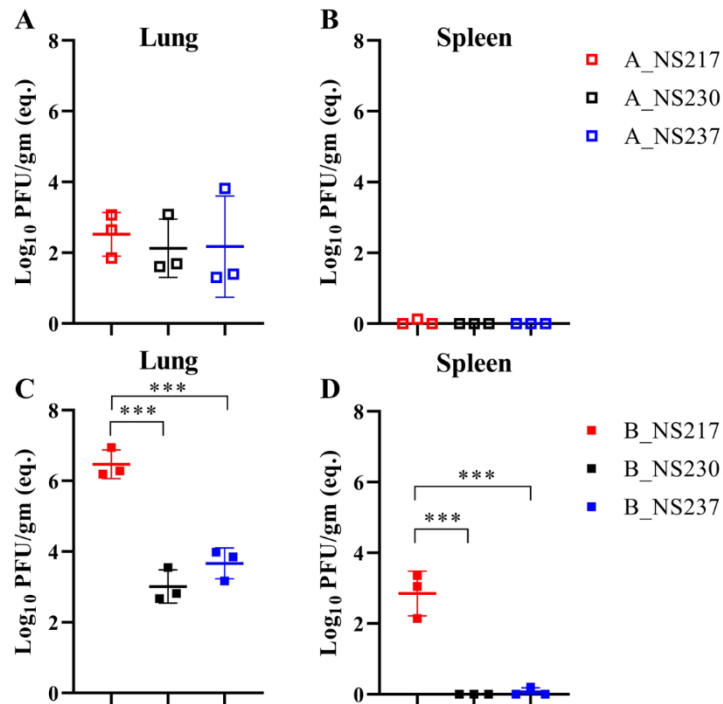 A
Lung
Log10 PFU/gm (eq.)
8
6
4
2
0
B
Spleen
Log10 PFU/gm (eq.)
8
6
4
2
0
A_NS217
A_NS230
A_NS237
C
Lung
Log10 PFU/gm (eq.)
8
6
4
2
0
***
***
D
Spleen
Log10 PFU/gm (eq.)
8
6
4
2
0
***
***
B_NS217
B_NS230
B_NS237